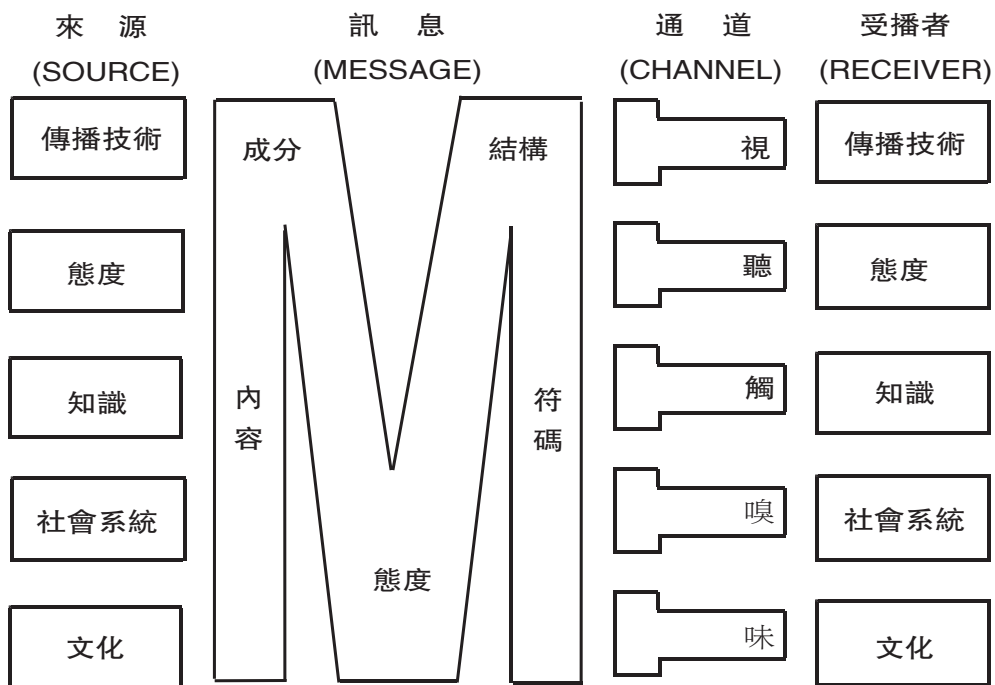 來源 訊息 通道 受播者
(SOURCE) (MESSAGE) (CHANNEL) (RECEIVER)
傳播技術 成分 結構 視 傳播技術
態度 聽 態度
知識 內容 符碼 觸 知識
社會系統 嗅 社會系統
態度
文化 味 文化